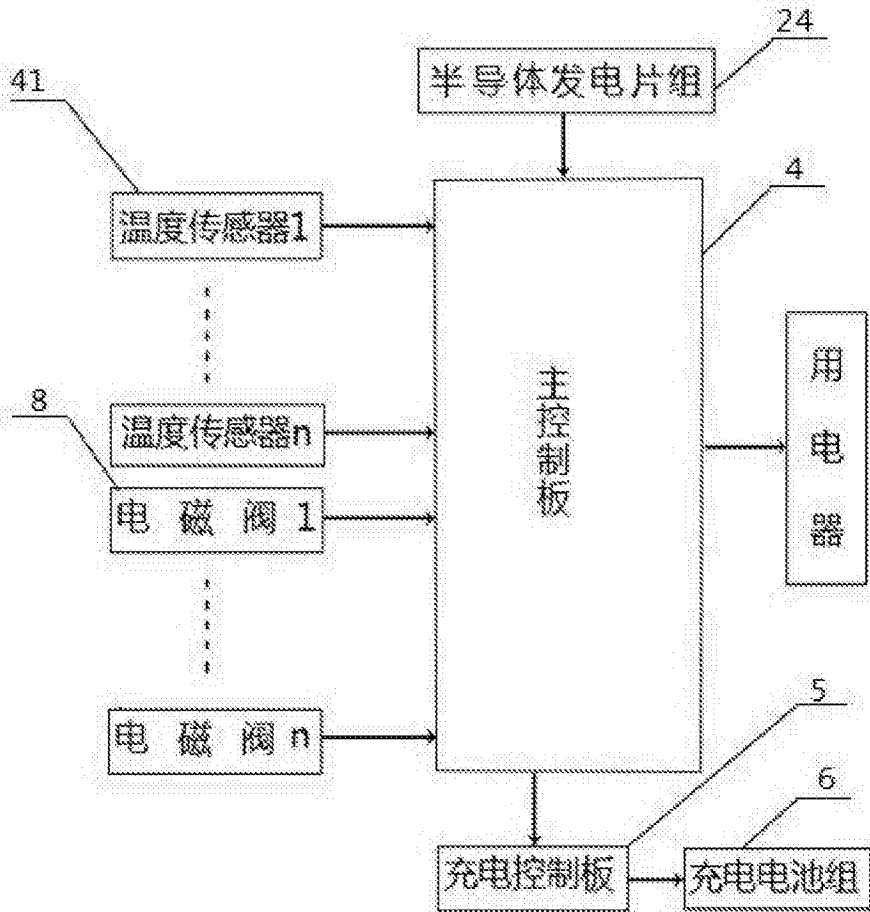 24
半导体发电片组
41
4
温度传感器1
主控制板
用电器
8
温度传感器n
电磁阀1
电磁阀n
5
6
充电控制板
充电电池组